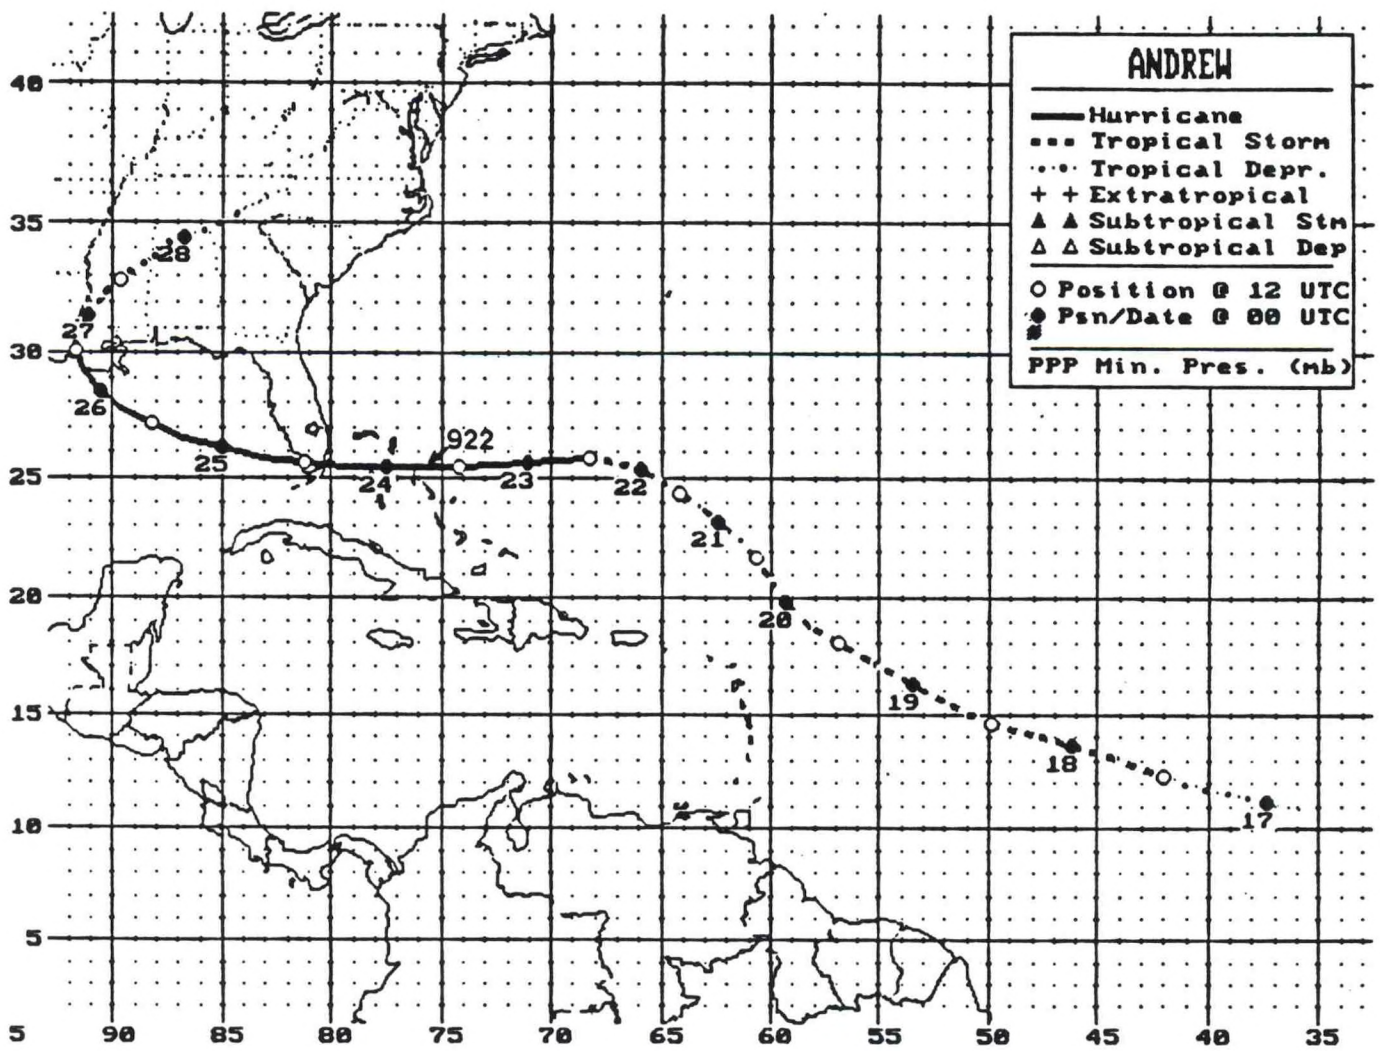 ANDREW
Hurricane
Tropical Storm
Tropical Depr.
+ + Extratropical
▲ ▲ Subtropical Stm
△ △ Subtropical Dep
○ Position @ 12 UTC
● Psn/Date @ 00 UTC
#
PPP Min. Pres. (mb)
40
35
28
27
30
26
922
25
24
23
22
25
21
20
20
19
15
18
17
10
5
5 90 85 80 75 70 65 60 55 50 45 40 35